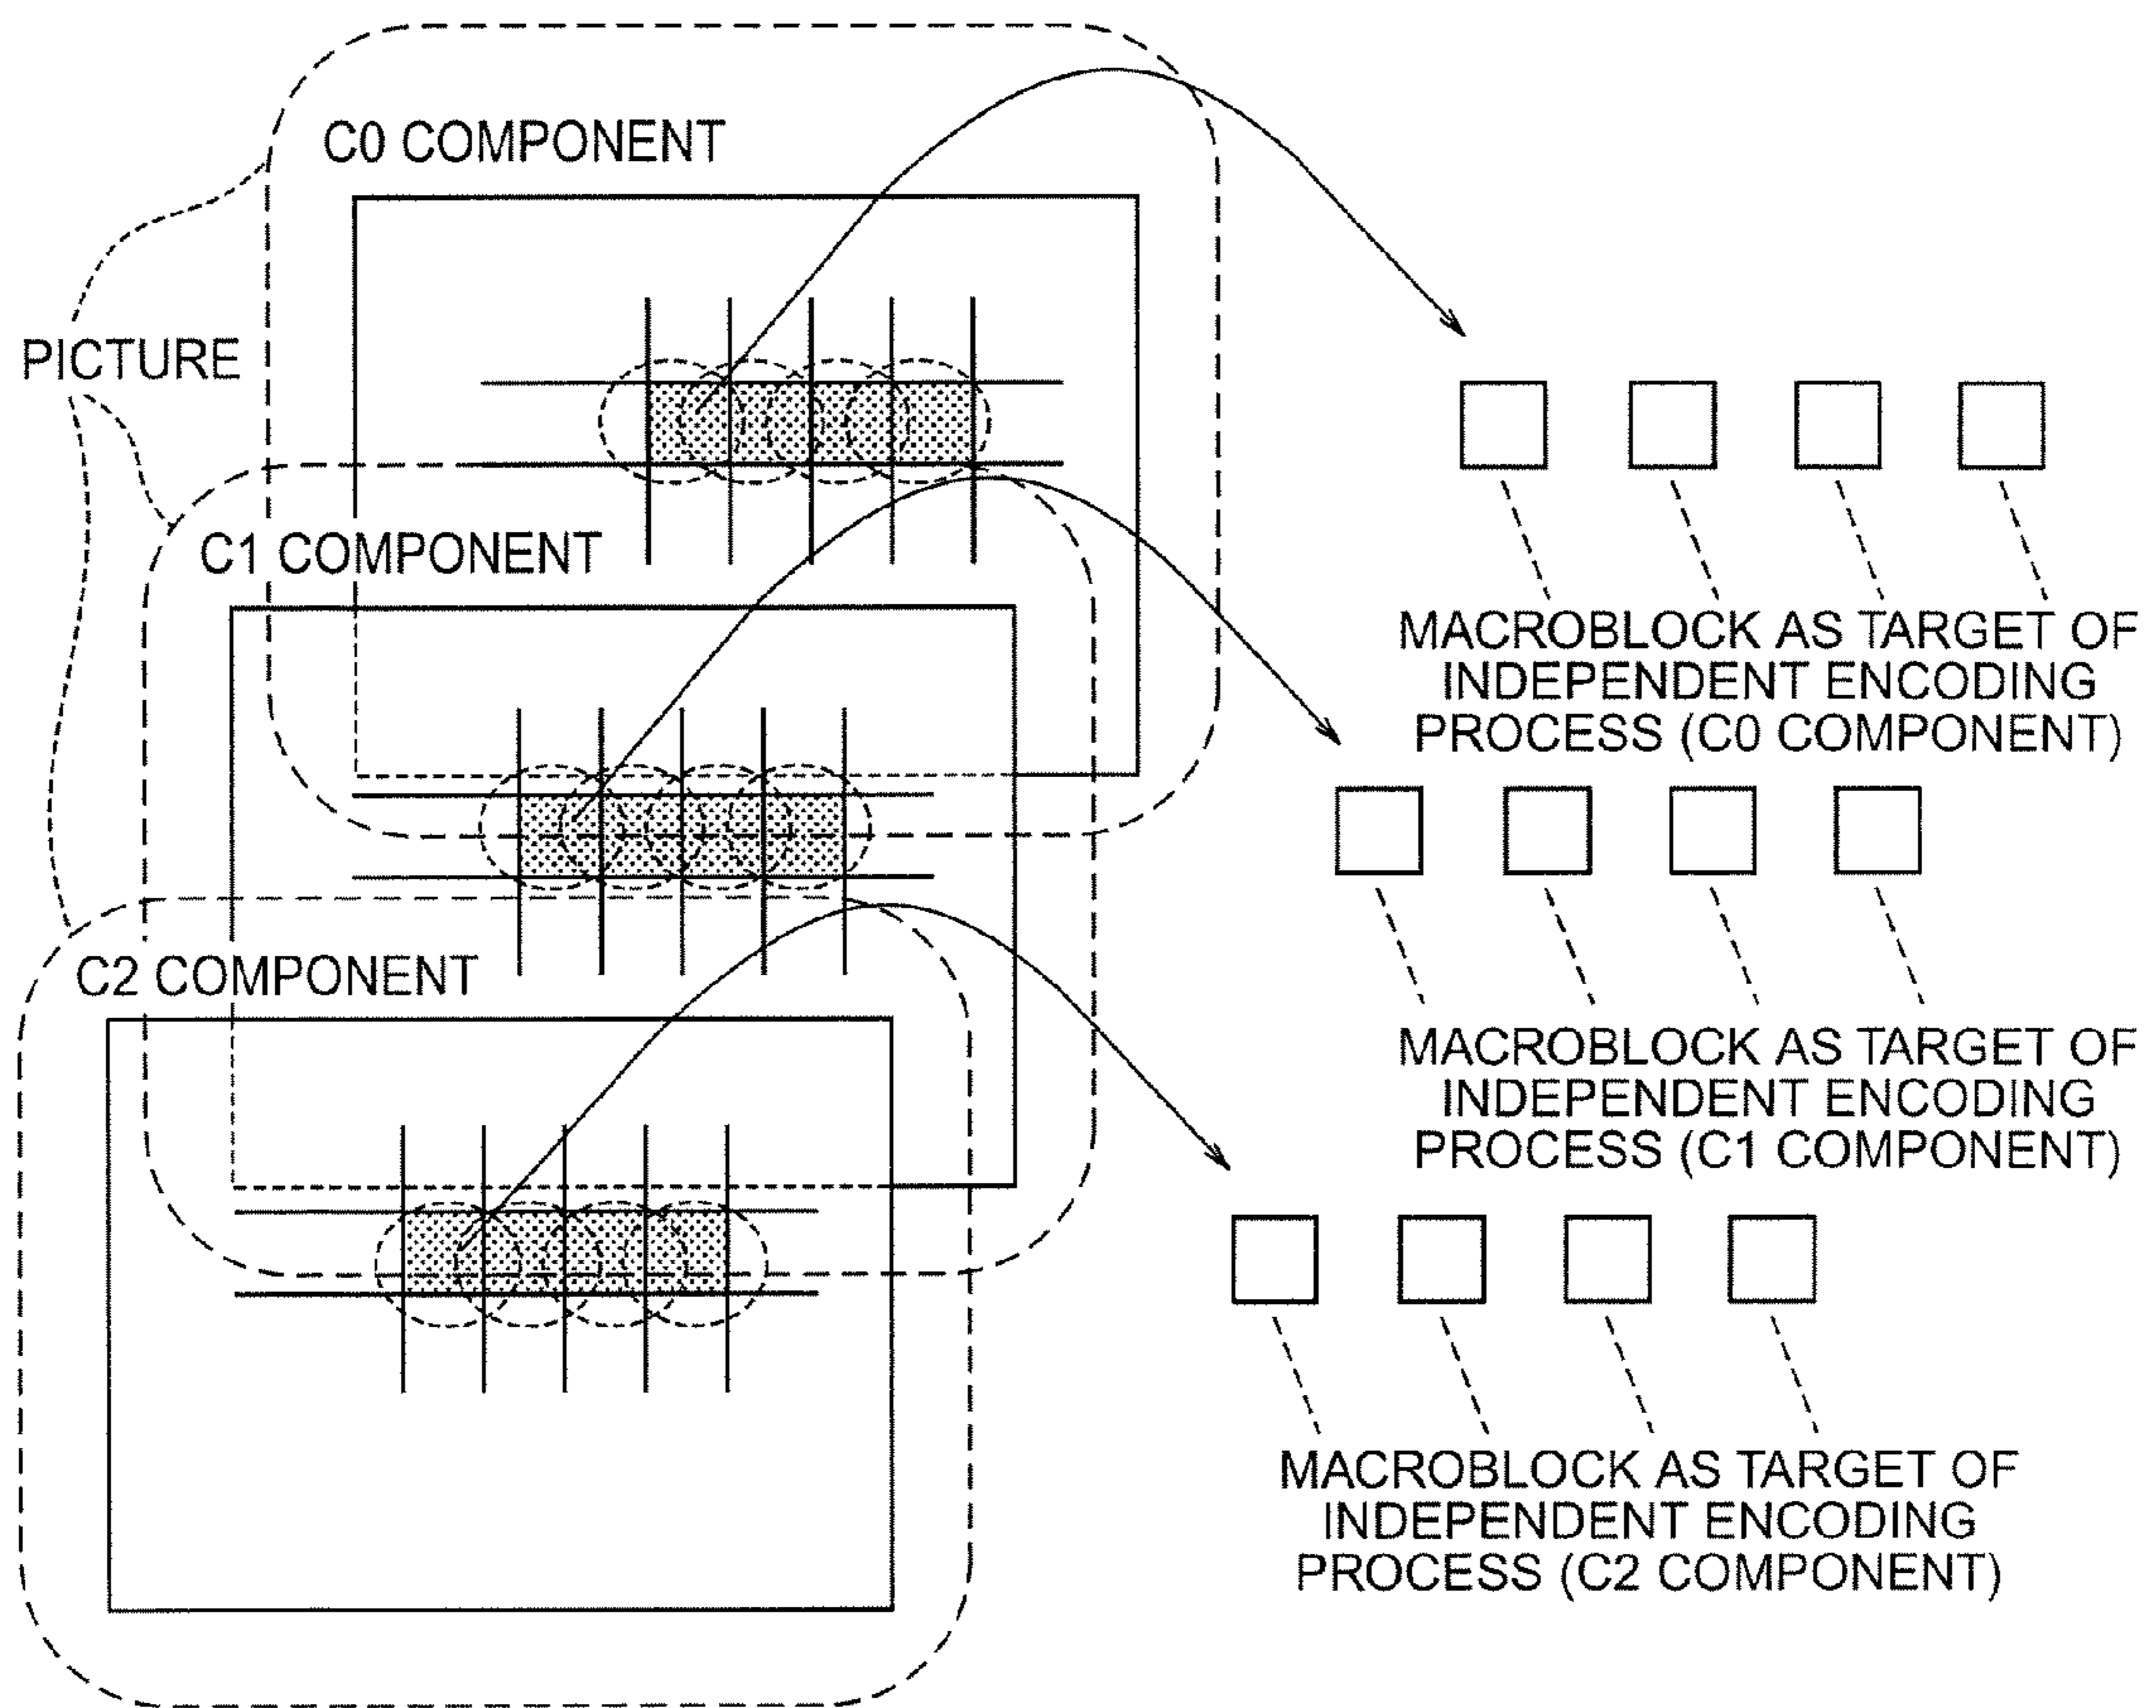 C0 COMPONENT
PICTURE
C1 COMPONENT
MACROBLOCK AS TARGET OF
INDEPENDENT ENCODING
PROCESS (C0 COMPONENT)
C2 COMPONENT
MACROBLOCK AS TARGET OF
INDEPENDENT ENCODING
PROCESS (C1 COMPONENT)
MACROBLOCK AS TARGET OF
INDEPENDENT ENCODING
PROCESS (C2 COMPONENT)